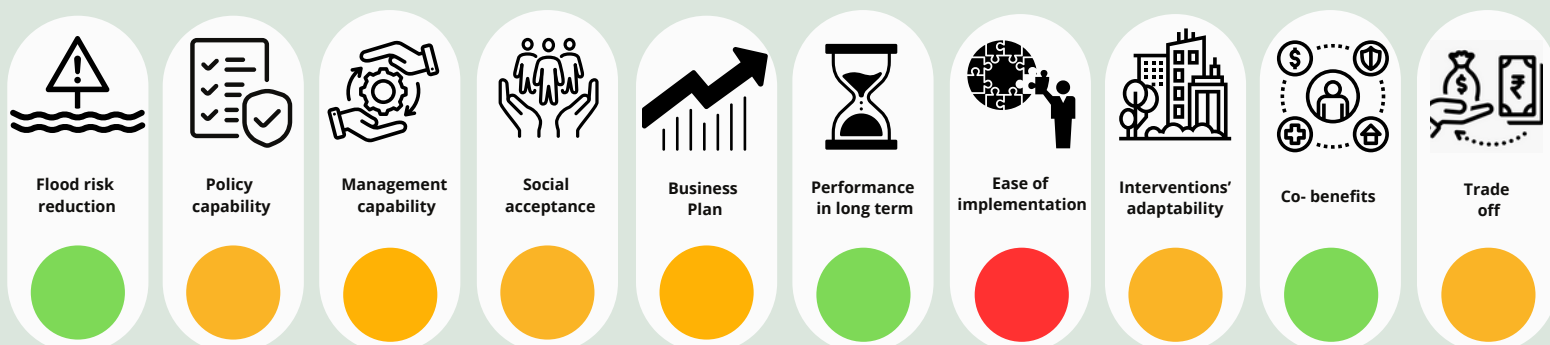 Flood risk
reduction
Policy
capability
Management
capability
Social
acceptance
Business
Plan
Performance
in long term
Ease of
implementation
Interventions’
adaptability
Co- benefits
Trade
off
$
$
₹